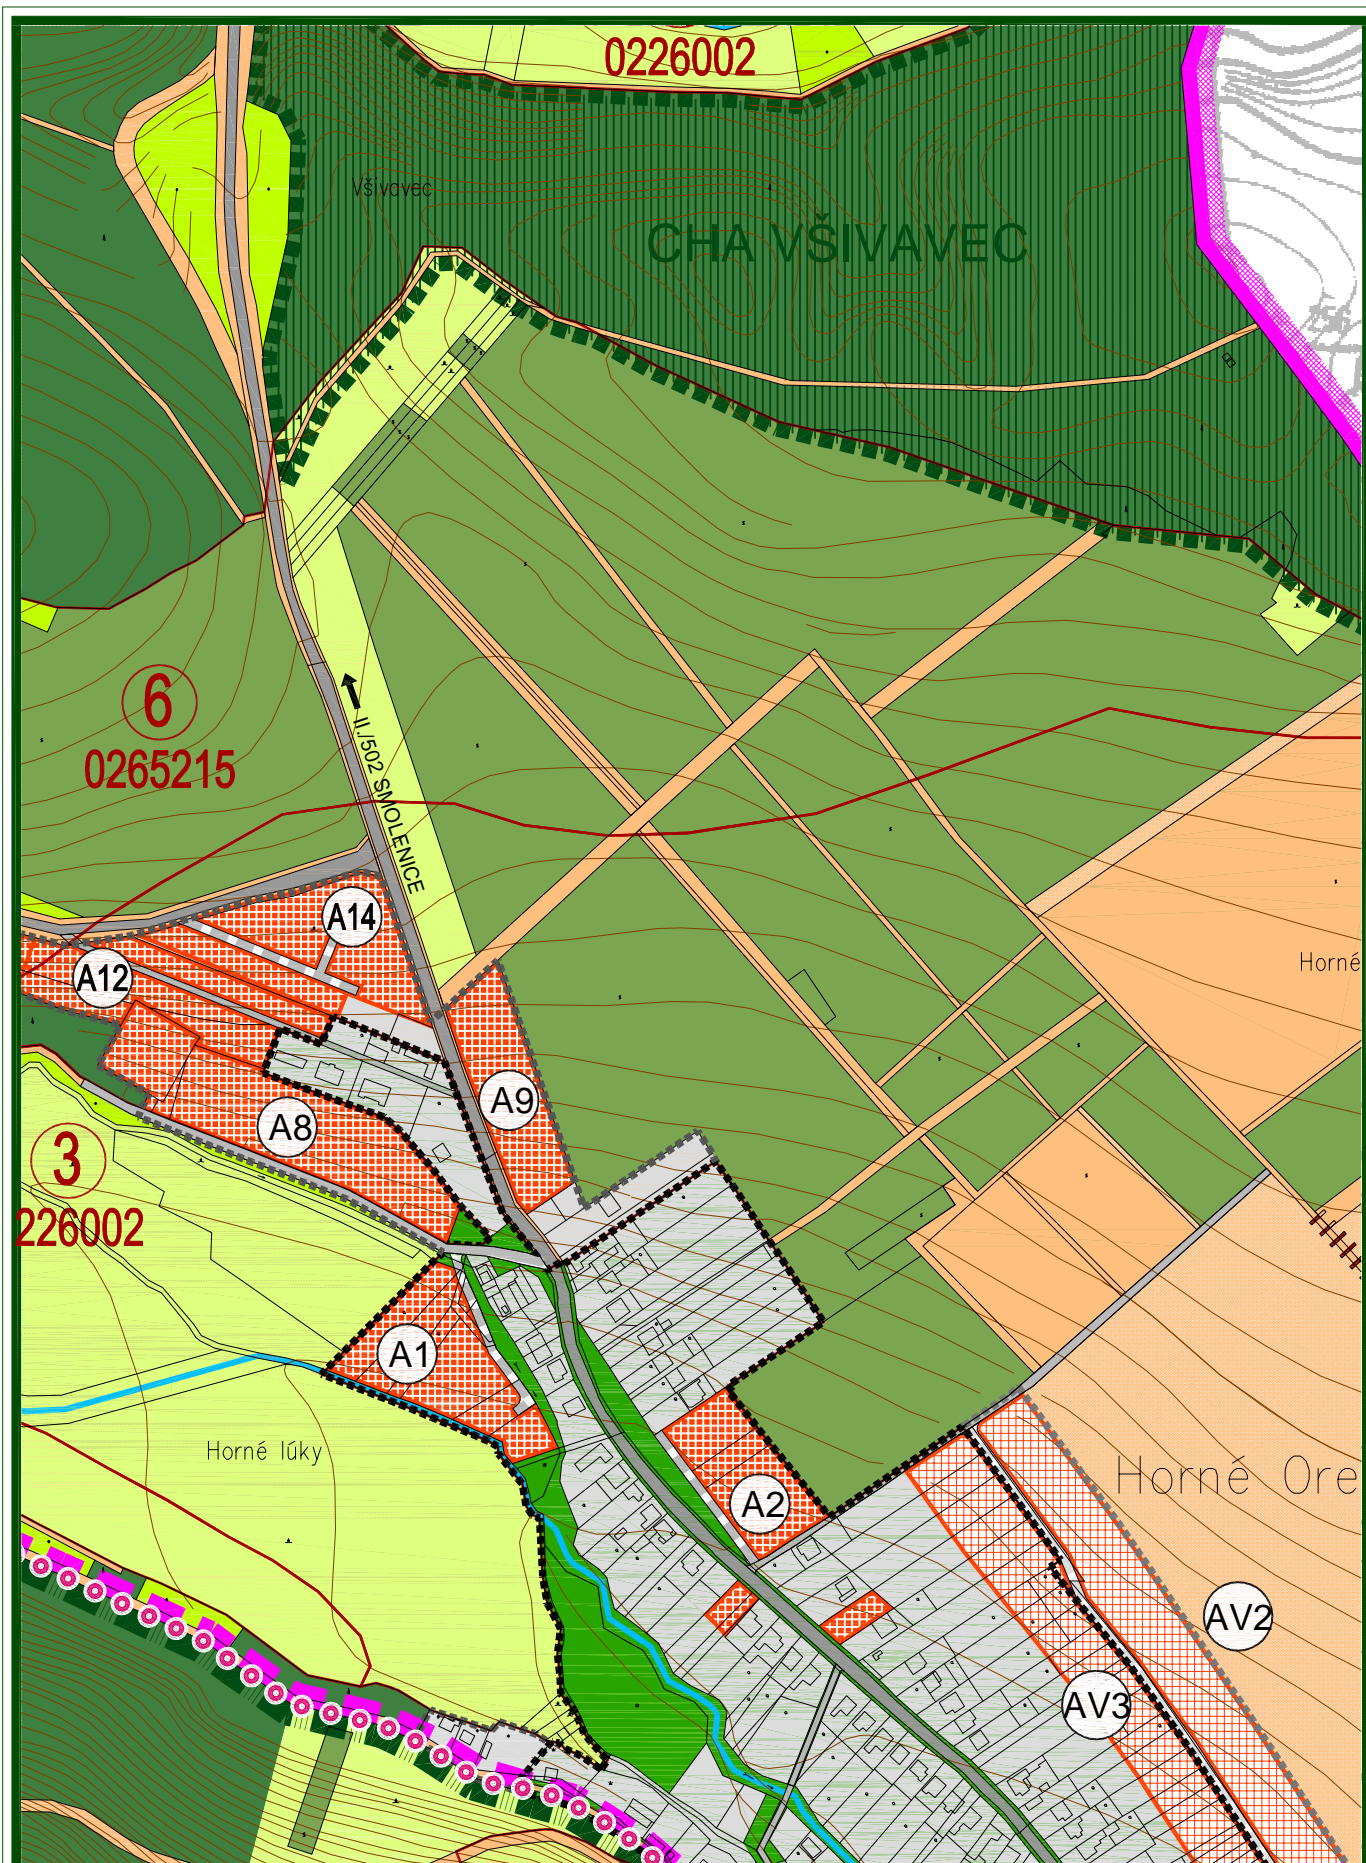 0226002
Všivavec
CHA VŠIVAVEC
6
0265215
II./502 SMOLENICE
A14
A12
Horné
A9
A8
3
226002
A1
Horné lúky
Horné Ore
A2
AV2
AV3